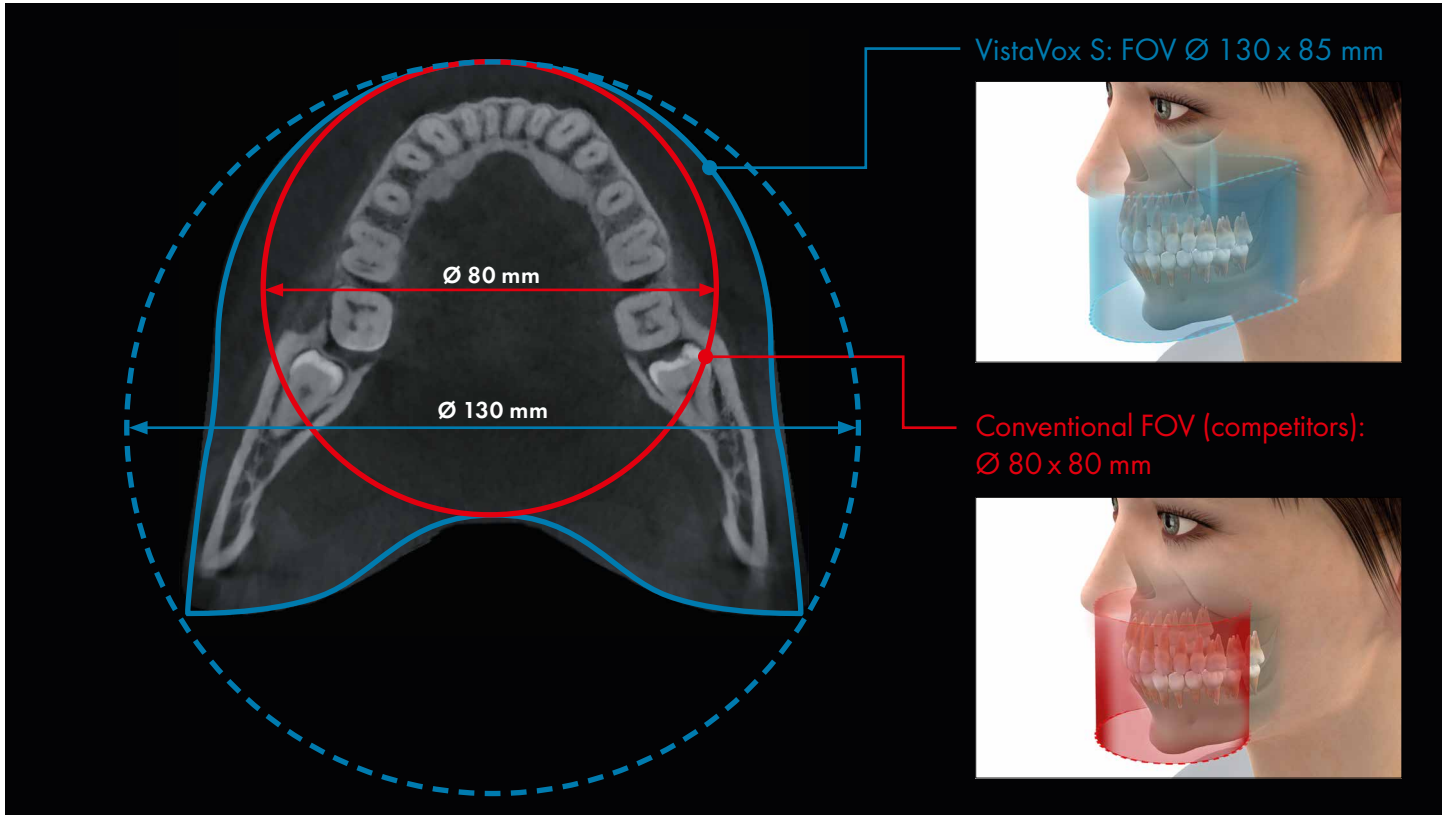 VistaVox S: FOV Ø 130 x 85 mm
Ø 80 mm
Ø 130 mm
Conventional FOV (competitors):
Ø 80 x 80 mm